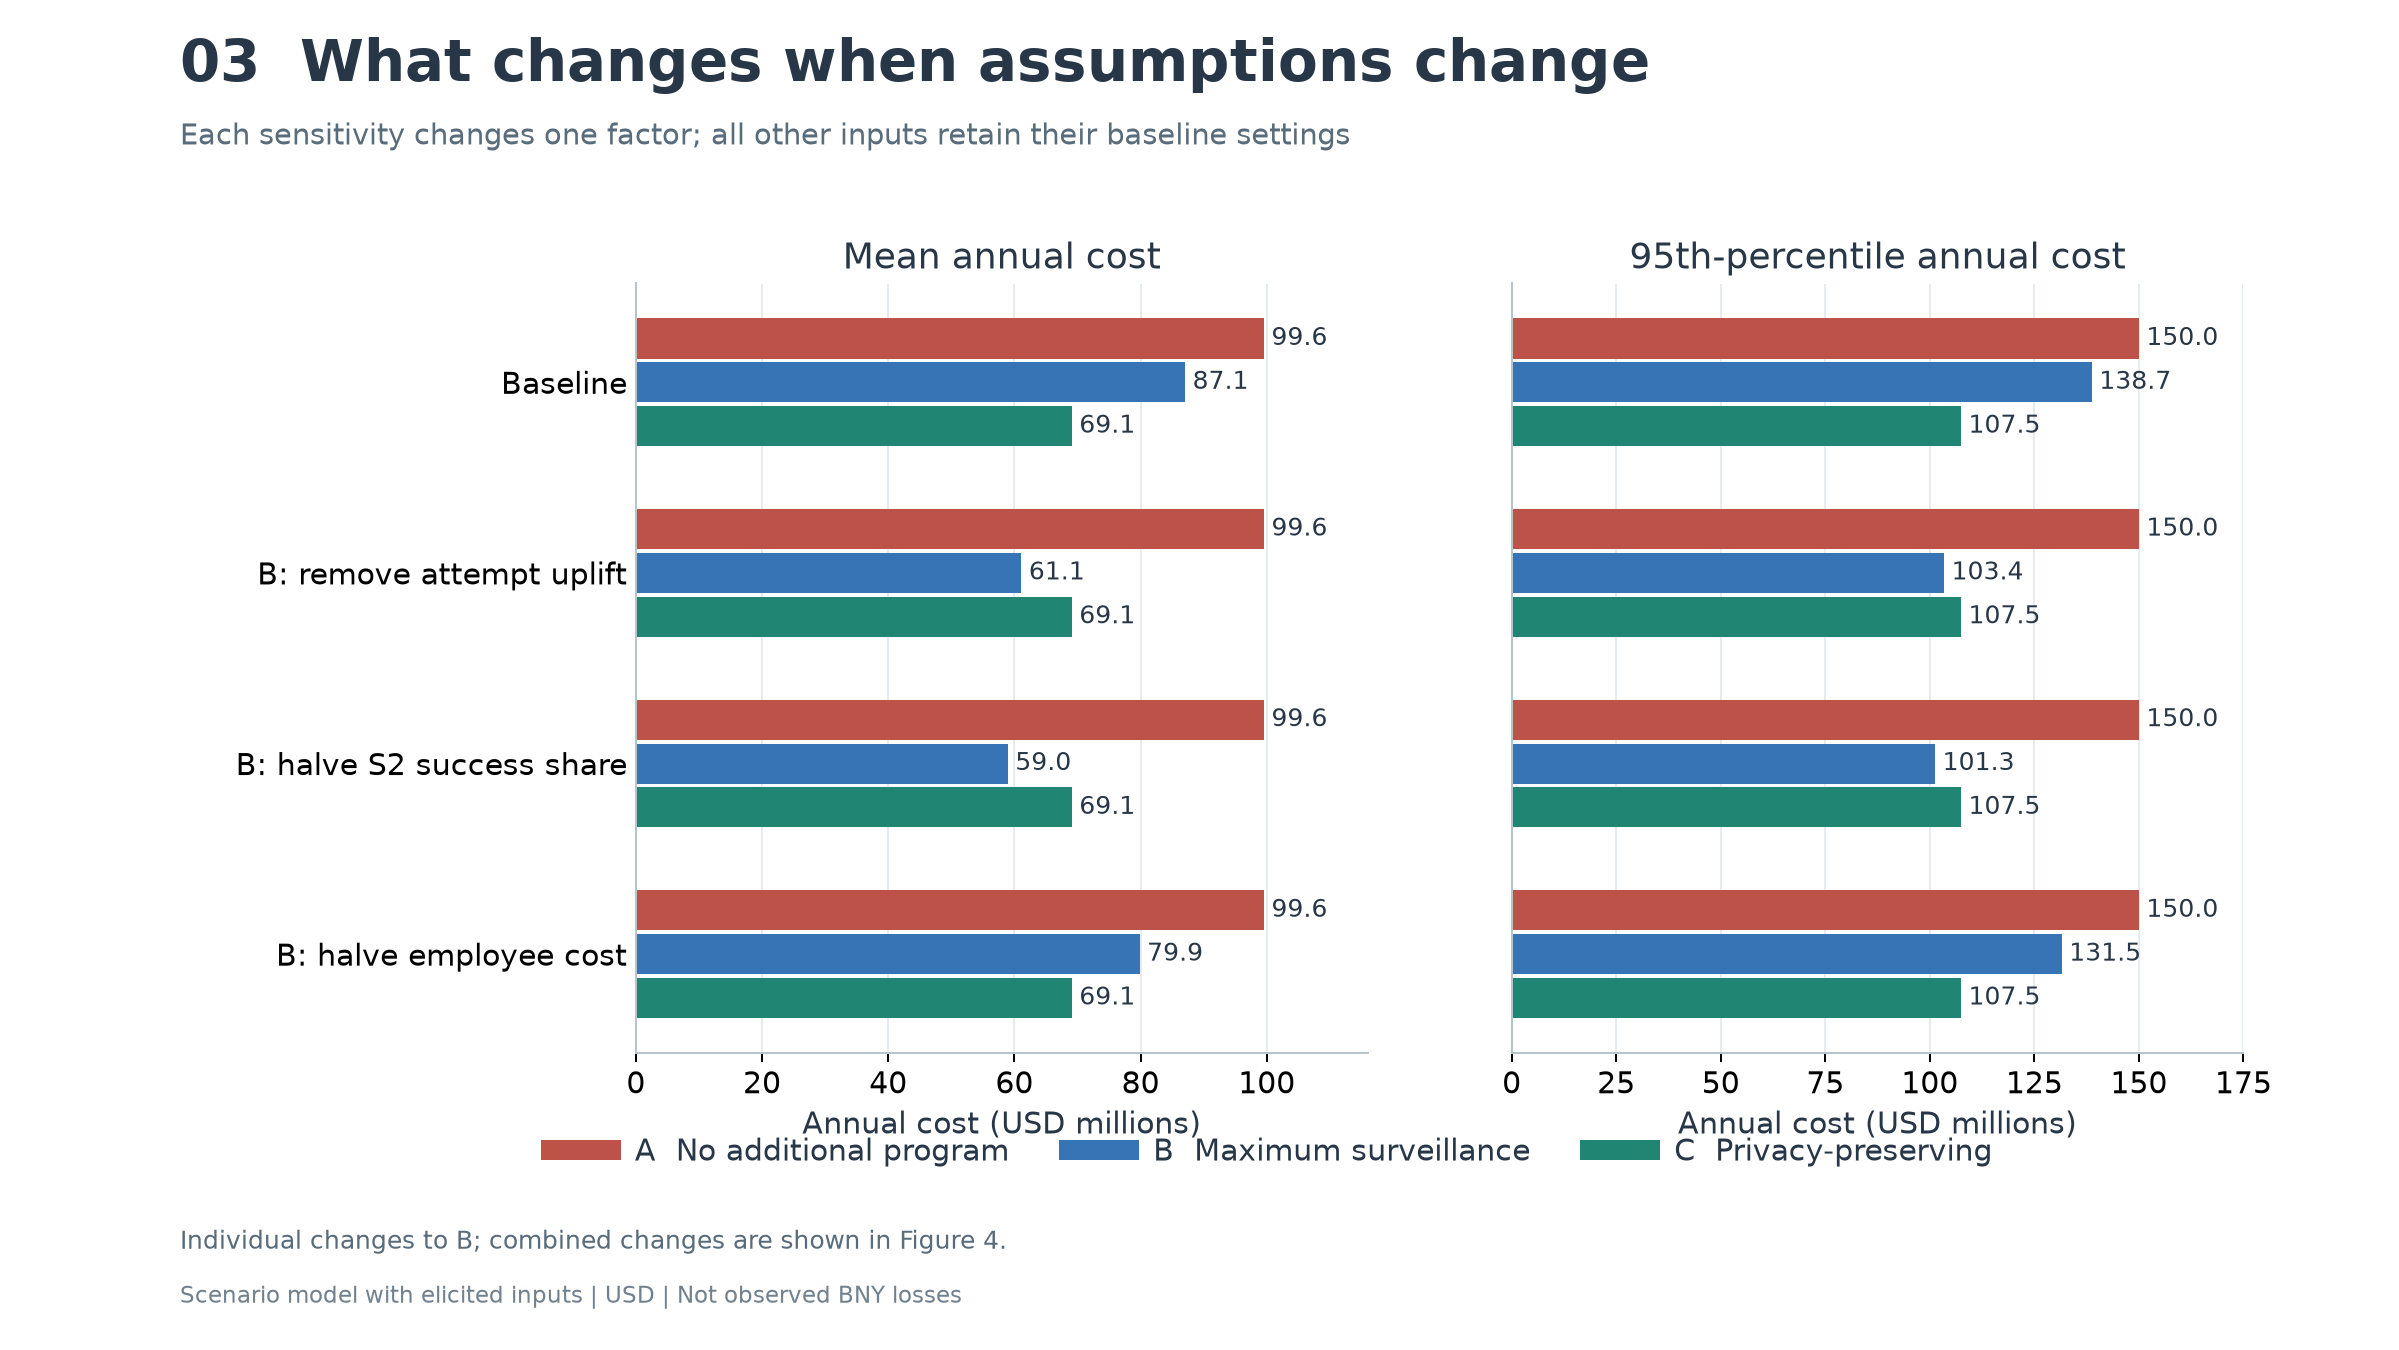 03 What changes when assumptions change
Each sensitivity changes one factor; all other inputs retain their baseline settings
Mean annual cost
Baseline
99.6
87.1
69.1
B: remove attempt uplift
99.6
61.1
69.1
B: halve S2 success share
99.6
59.0
69.1
B: halve employee cost
99.6
79.9
69.1
0 20 40 60 80 100
Annual cost (USD millions)
95th-percentile annual cost
150.0
138.7
107.5
150.0
103.4
107.5
150.0
101.3
107.5
150.0
131.5
107.5
0 25 50 75 100 125 150 175
Annual cost (USD millions)
A No additional program B Maximum surveillance C Privacy-preserving
Individual changes to B; combined changes are shown in Figure 4.
Scenario model with elicited inputs | USD | Not observed BNY losses